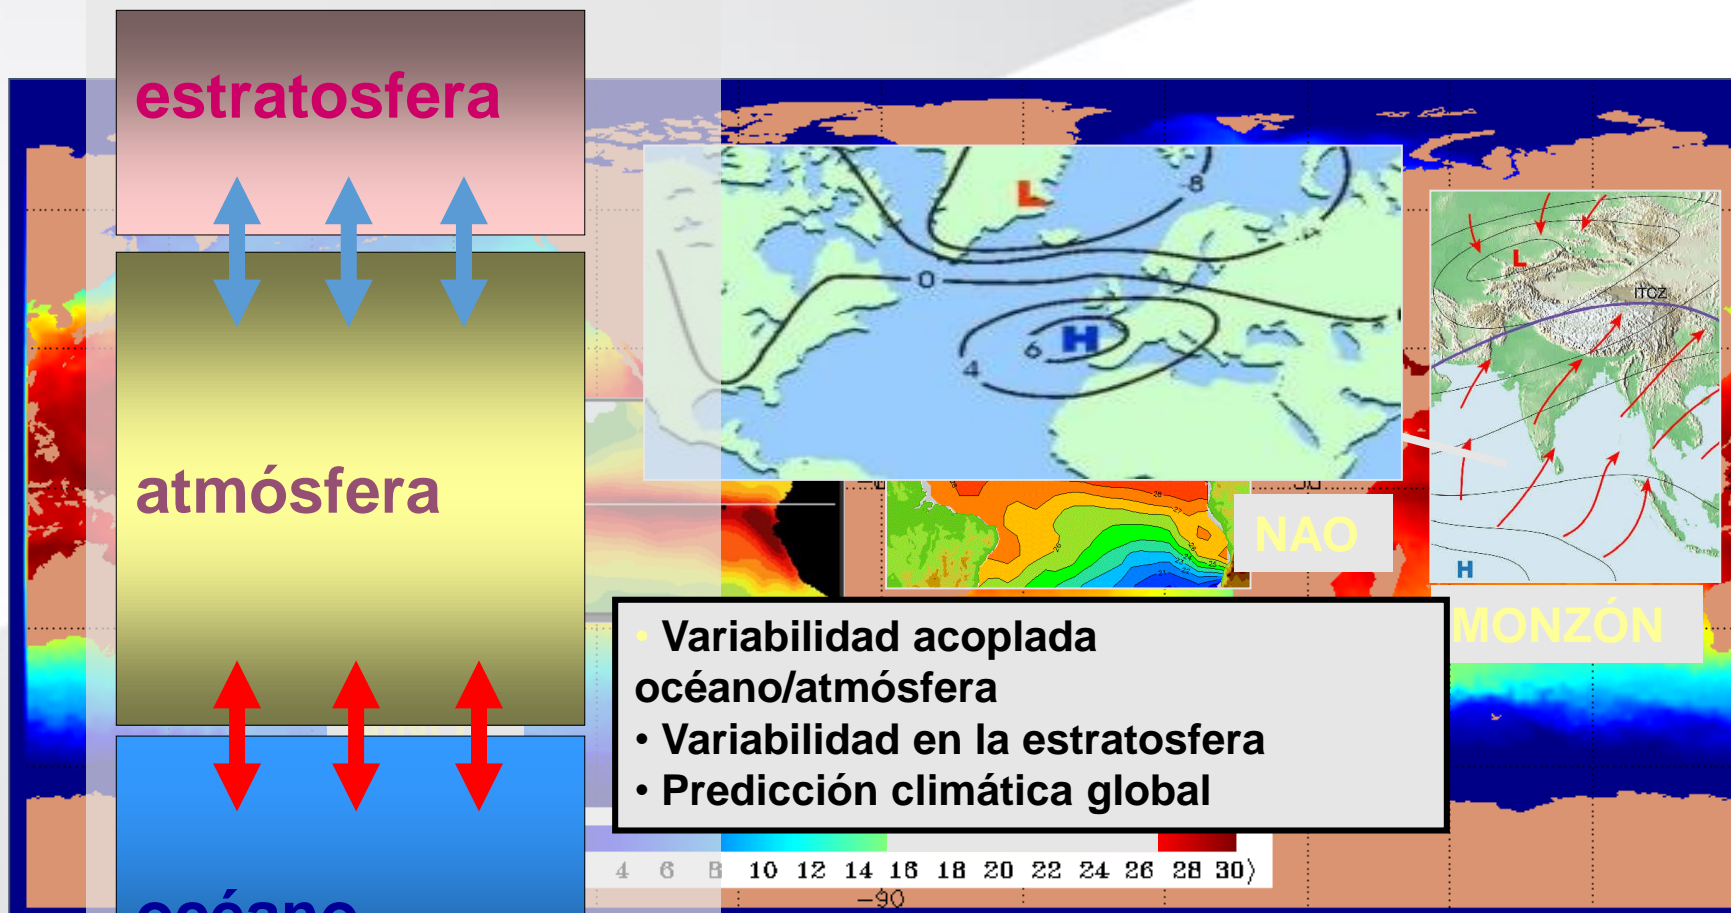 estratosfera
atmósfera
océano
L
8
0
H
6
4
L
ITCZ
H
NAO
MONZÓN
• Variabilidad acoplada
océano/atmósfera
• Variabilidad en la estratosfera
• Predicción climática global
4 6 8 10 12 14 16 18 20 22 24 26 28 30)
-90